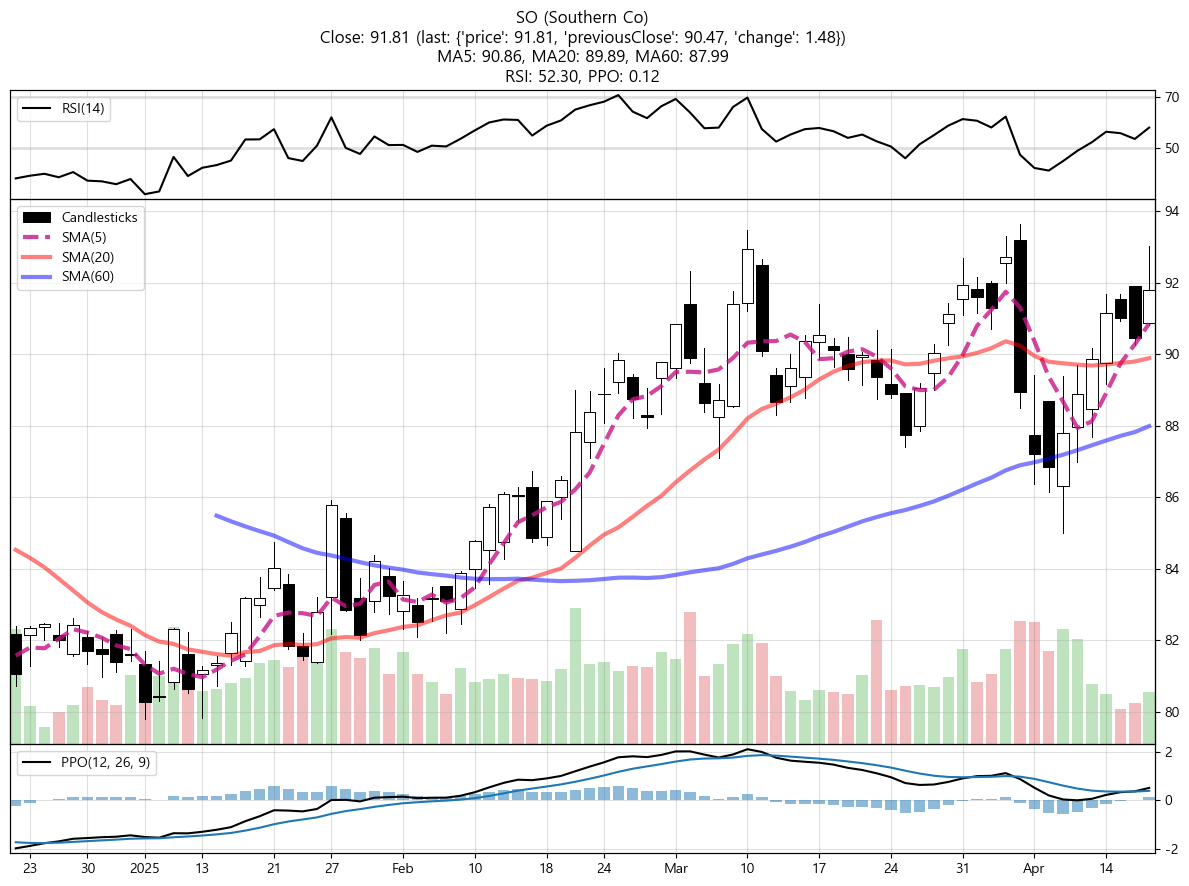 SO (Southern Co)
Close: 91.81 (last: {'price': 91.81, 'previousClose': 90.47, 'change': 1.48})
MA5: 90.86, MA20: 89.89, MA60: 87.99
RSI: 52.30, PPO: 0.12
RSI(14)
70
50
Candlesticks
SMA(5)
SMA(20)
SMA(60)
94
92
90
88
86
84
82
80
PPO(12, 26, 9)
2
0
-2
23 30 2025 13 21 27 Feb 10 18 24 Mar 10 17 24 31 Apr 14